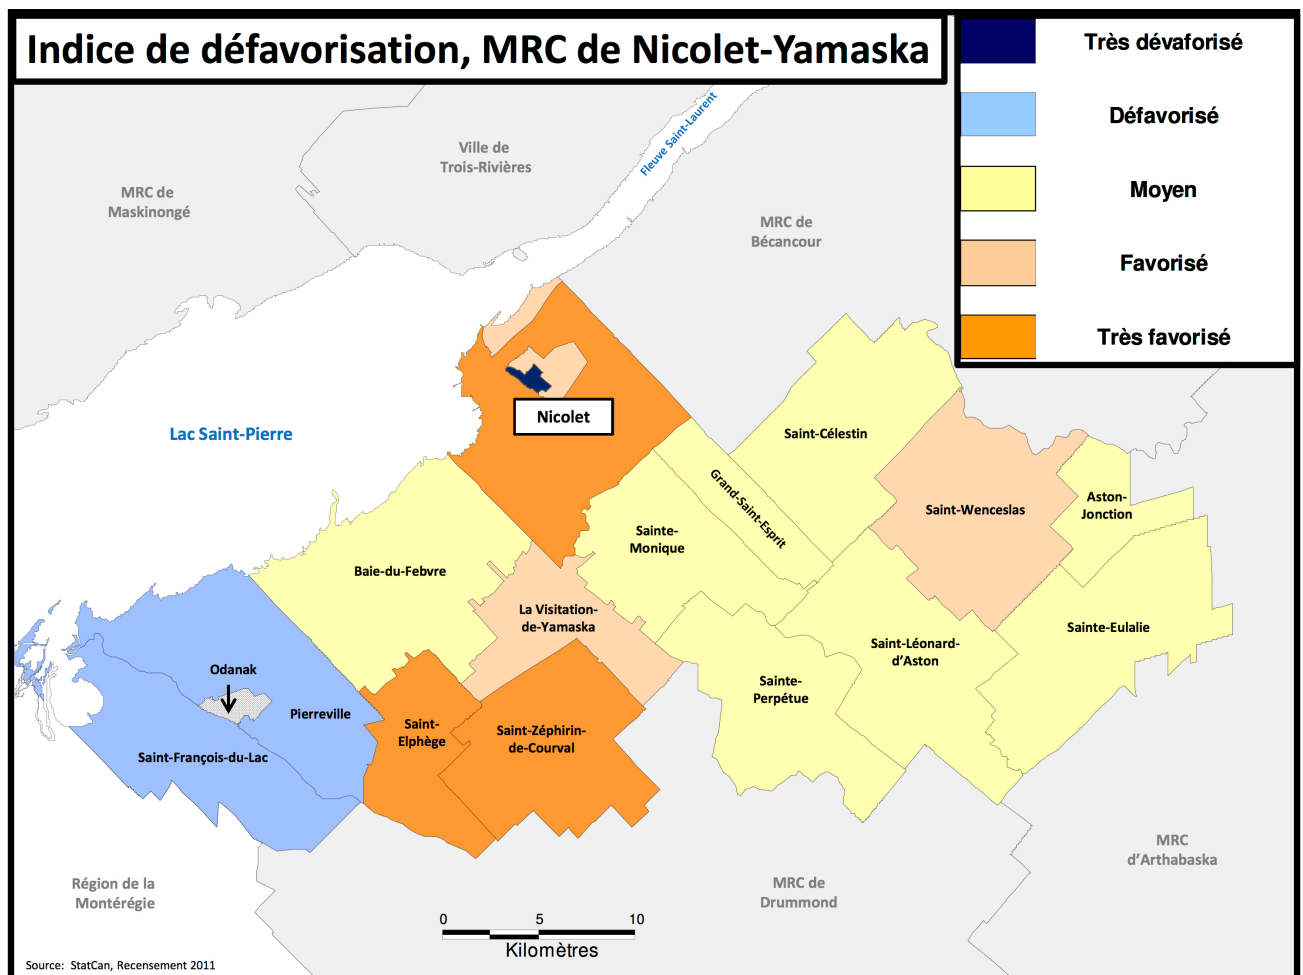 Indice de défavorisation, MRC de Nicolet-Yamaska
Très dévaforisé
Défavorisé
Moyen
Favorisé
Très favorisé
Fleuve Saint-Laurent
Ville de
Trois-Rivières
MRC de
Maskinongé
MRC de
Bécancour
Lac Saint-Pierre
Nicolet
Saint-Célestin
Grand-Saint-Esprit
Saint-Wenceslas
Aston-
Jonction
Sainte-
Monique
Baie-du-Febvre
La Visitation-
de-Yamaska
Saint-Léonard-
d'Aston
Sainte-Eulalie
Odanak
Pierreville
Sainte-
Perpétue
Saint-
Elphège
Saint-Zéphirin-
de-Courval
Saint-François-du-Lac
MRC
d'Arthabaska
Région de la
Montérégie
MRC de
Drummond
0 5 10
Kilomètres
Source: StatCan, Recensement 2011